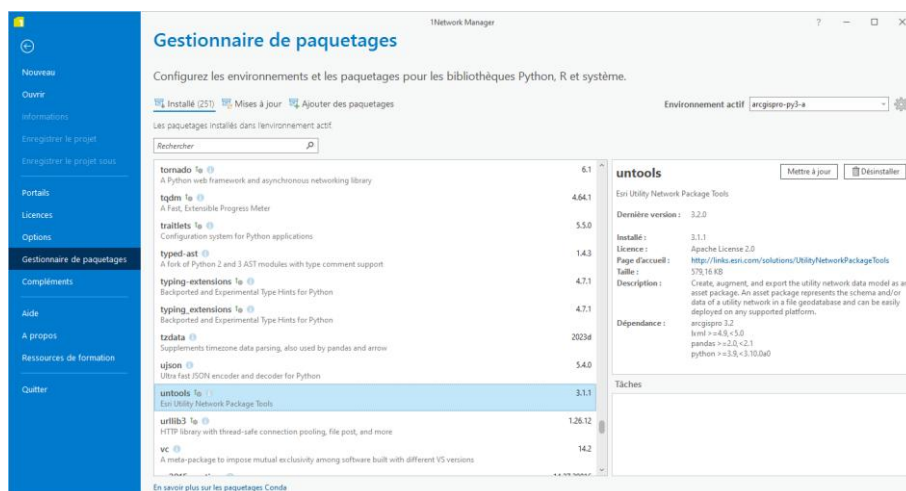 1Network Manager
?
Gestionnaire de paquetages
Nouveau
Ouvrir
Informations
Enregistrer le projet
Enregistrer le projet sous
Portails
Licences
Options
Gestionnaire de paquetages
Compléments
Aide
A propos
Ressources de formation
Quitter
Configurez les environnements et les paquetages pour les bibliothèques Python, R et système.
Installé (251) Mises à jour Ajouter des paquetages
Environnement actif arcgispro-py3-a
Les paquetages installés dans l'environnement actif.
Rechercher
tornado 6.1
A Python web framework and asynchronous networking library
tqdm 4.64.1
A Fast, Extensible Progress Meter
traitlets 5.5.0
Configuration system for Python applications
typed-ast 1.4.3
A fork of Python 2 and 3 AST modules with type comment support
typing-extensions 4.7.1
Backported and Experimental Type Hints for Python
typing_extensions 4.7.1
Backported and Experimental Type Hints for Python
tzdata 2023d
Supplements timezone data parsing, also used by pandas and arrow
ujson 5.4.0
Ultra fast JSON encoder and decoder for Python
untools 3.1.1
Esri Utility Network Package Tools
urllib3 1.26.12
HTTP library with thread-safe connection pooling, file post, and more
vc 14.2
A meta-package to impose mutual exclusivity among software built with different VS versions
En savoir plus sur les paquetages Conda
untools Mettre à jour Désinstaller
Esri Utility Network Package Tools
Dernière version : 3.2.0
Installé : 3.1.1
Licence : Apache License 2.0
Page d'accueil : http://links.esri.com/solutions/UtilityNetworkPackageTools
Taille : 579,16 KB
Description : Create, augment, and export the utility network data model as an
asset package. An asset package represents the schema and/or
data of a utility network in a file geodatabase and can be easily
deployed on any supported platform.
Dépendance : arcgispro 3.2
lxml >=4.9,<5.0
pandas >=2.0,<2.1
python >=3.9,<3.10.0a0
Tâches